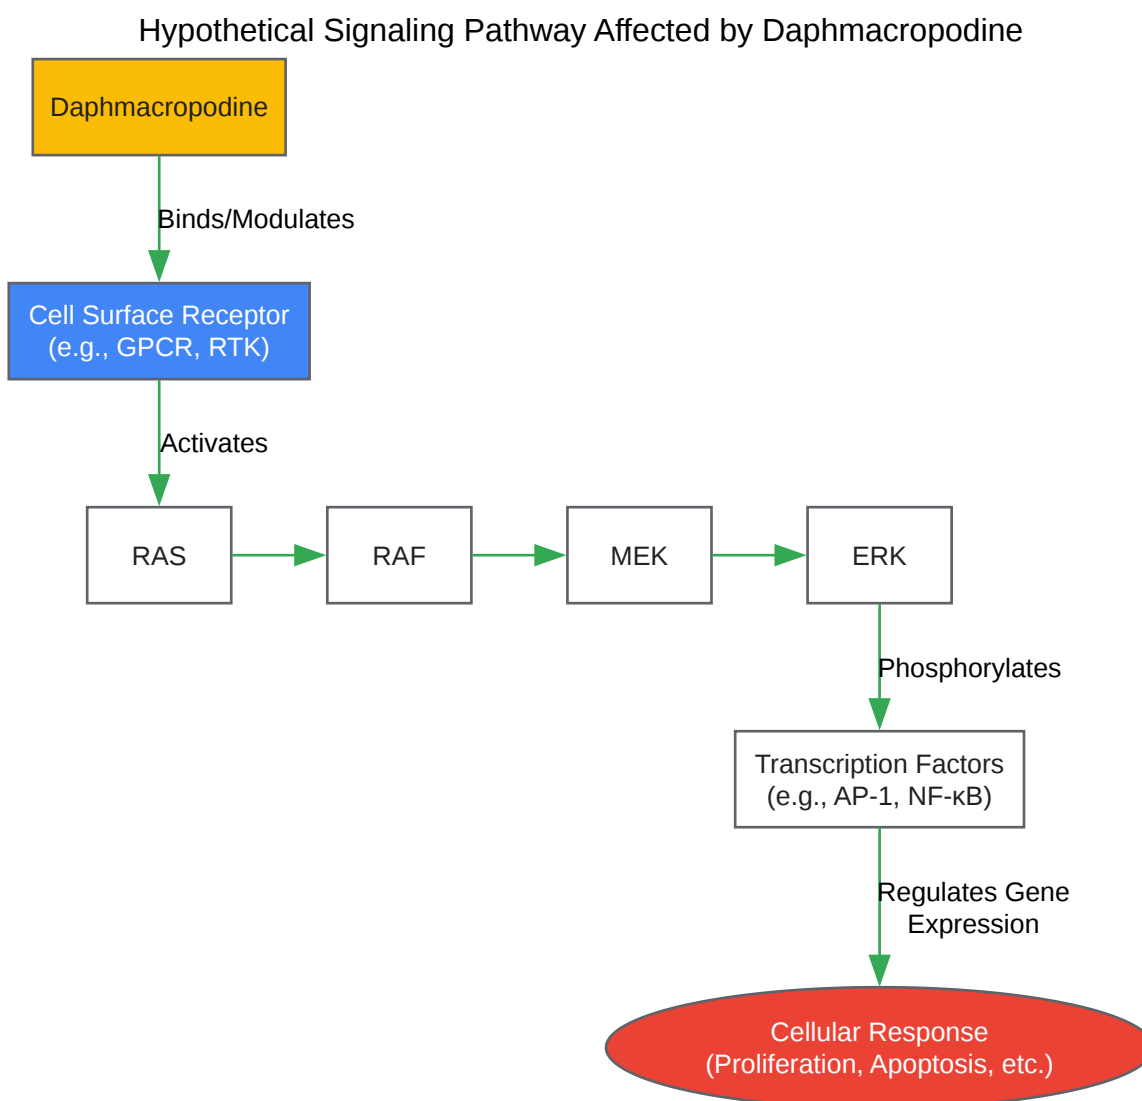 Hypothetical Signaling Pathway Affected by Daphmacropodine
Daphmacropodine
Binds/Modulates
Cell Surface Receptor
(e.g., GPCR, RTK)
Activates
RAS
RAF
MEK
ERK
Phosphorylates
Transcription Factors
(e.g., AP-1, NF-κB)
Regulates Gene
Expression
Cellular Response
(Proliferation, Apoptosis, etc.)